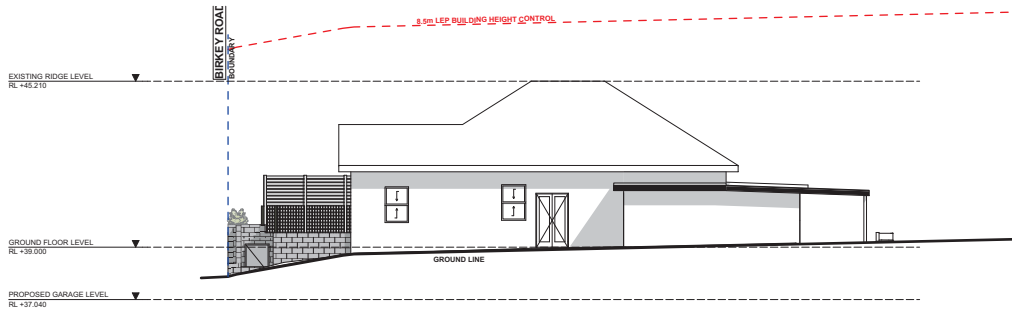 8.5m LEP BUILDING HEIGHT CONTROL
BIRKEY ROAD
BOUNDARY
EXISTING RIDGE LEVEL
RL +45.210
GROUND FLOOR LEVEL
RL +39.000
GROUND LINE
PROPOSED GARAGE LEVEL
RL +37.040